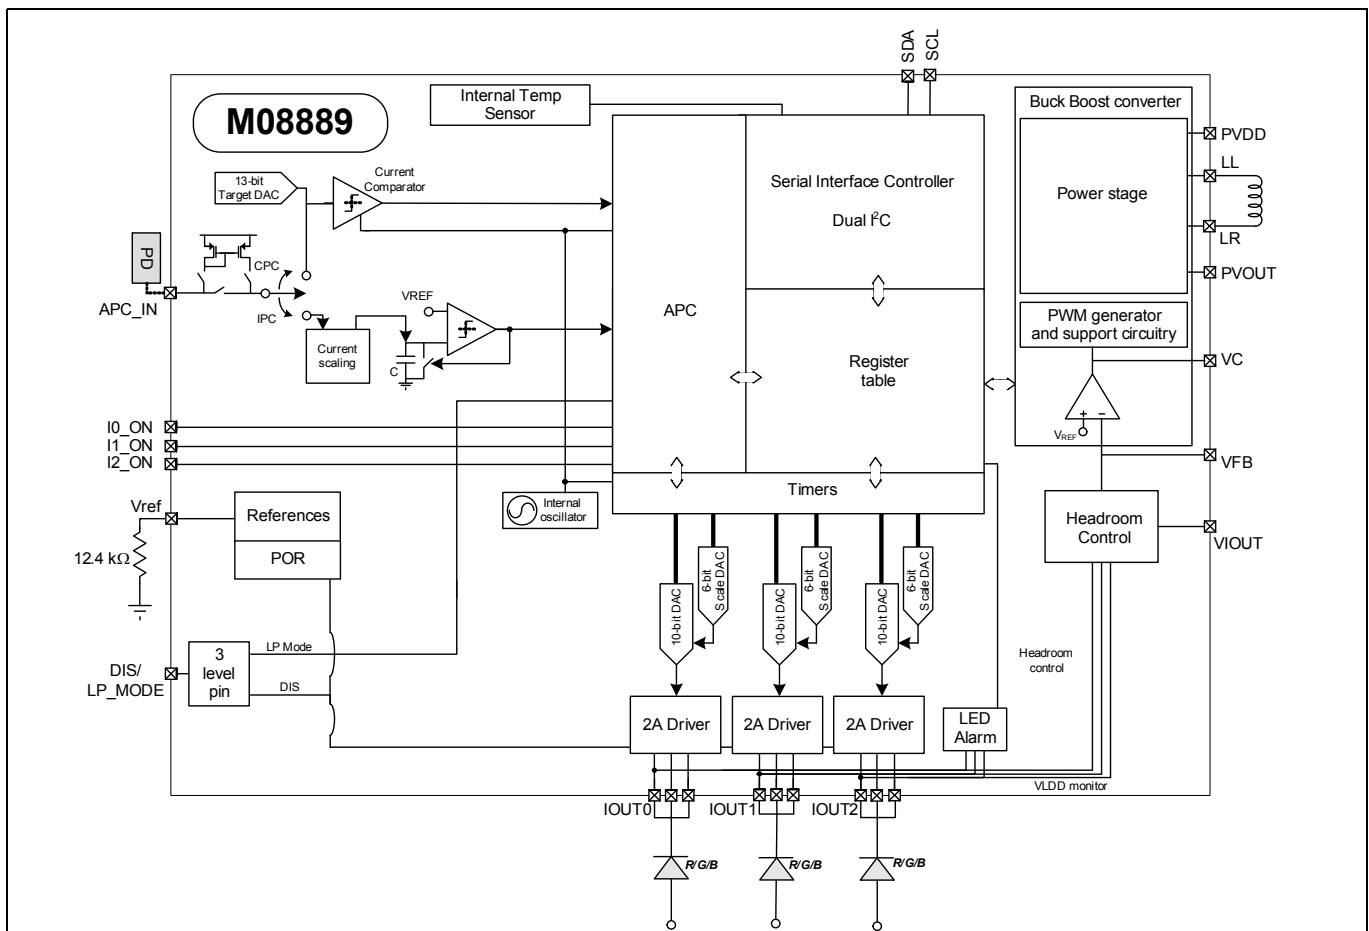 SDA
SCL
M08889
Internal Temp
Sensor
Buck Boost converter
PVDD
LL
LR
PVOUT
Power stage
13-bit
Target DAC
Current
Comparator
Serial Interface Controller
Dual I²C
PD
CPC
IPC
APC_IN
VREF
APC
Current
scaling
C
Register
table
PWM generator
and support circuitry
VC
+
−
VREF
VFB
I0_ON
I1_ON
I2_ON
Timers
Vref
References
POR
12.4 kΩ
Internal
oscillator
Headroom
Control
VIOUT
10-bit DAC
6-bit
Scale DAC
10-bit DAC
6-bit
Scale DAC
10-bit DAC
6-bit
Scale DAC
DIS/
LP_MODE
3
level
pin
LP Mode
DIS
Headroom
control
2A Driver
2A Driver
2A Driver
LED
Alarm
VLDD monitor
IOUT0
IOUT1
IOUT2
R/G/B
R/G/B
R/G/B